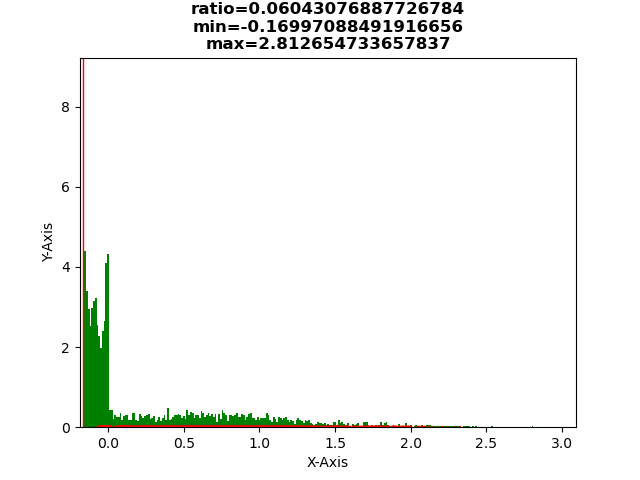 ratio=0.06043076887726784
min=-0.16997088491916656
max=2.812654733657837
8
6
4
2
0
Y-Axis
0.0 0.5 1.0 1.5 2.0 2.5 3.0
X-Axis